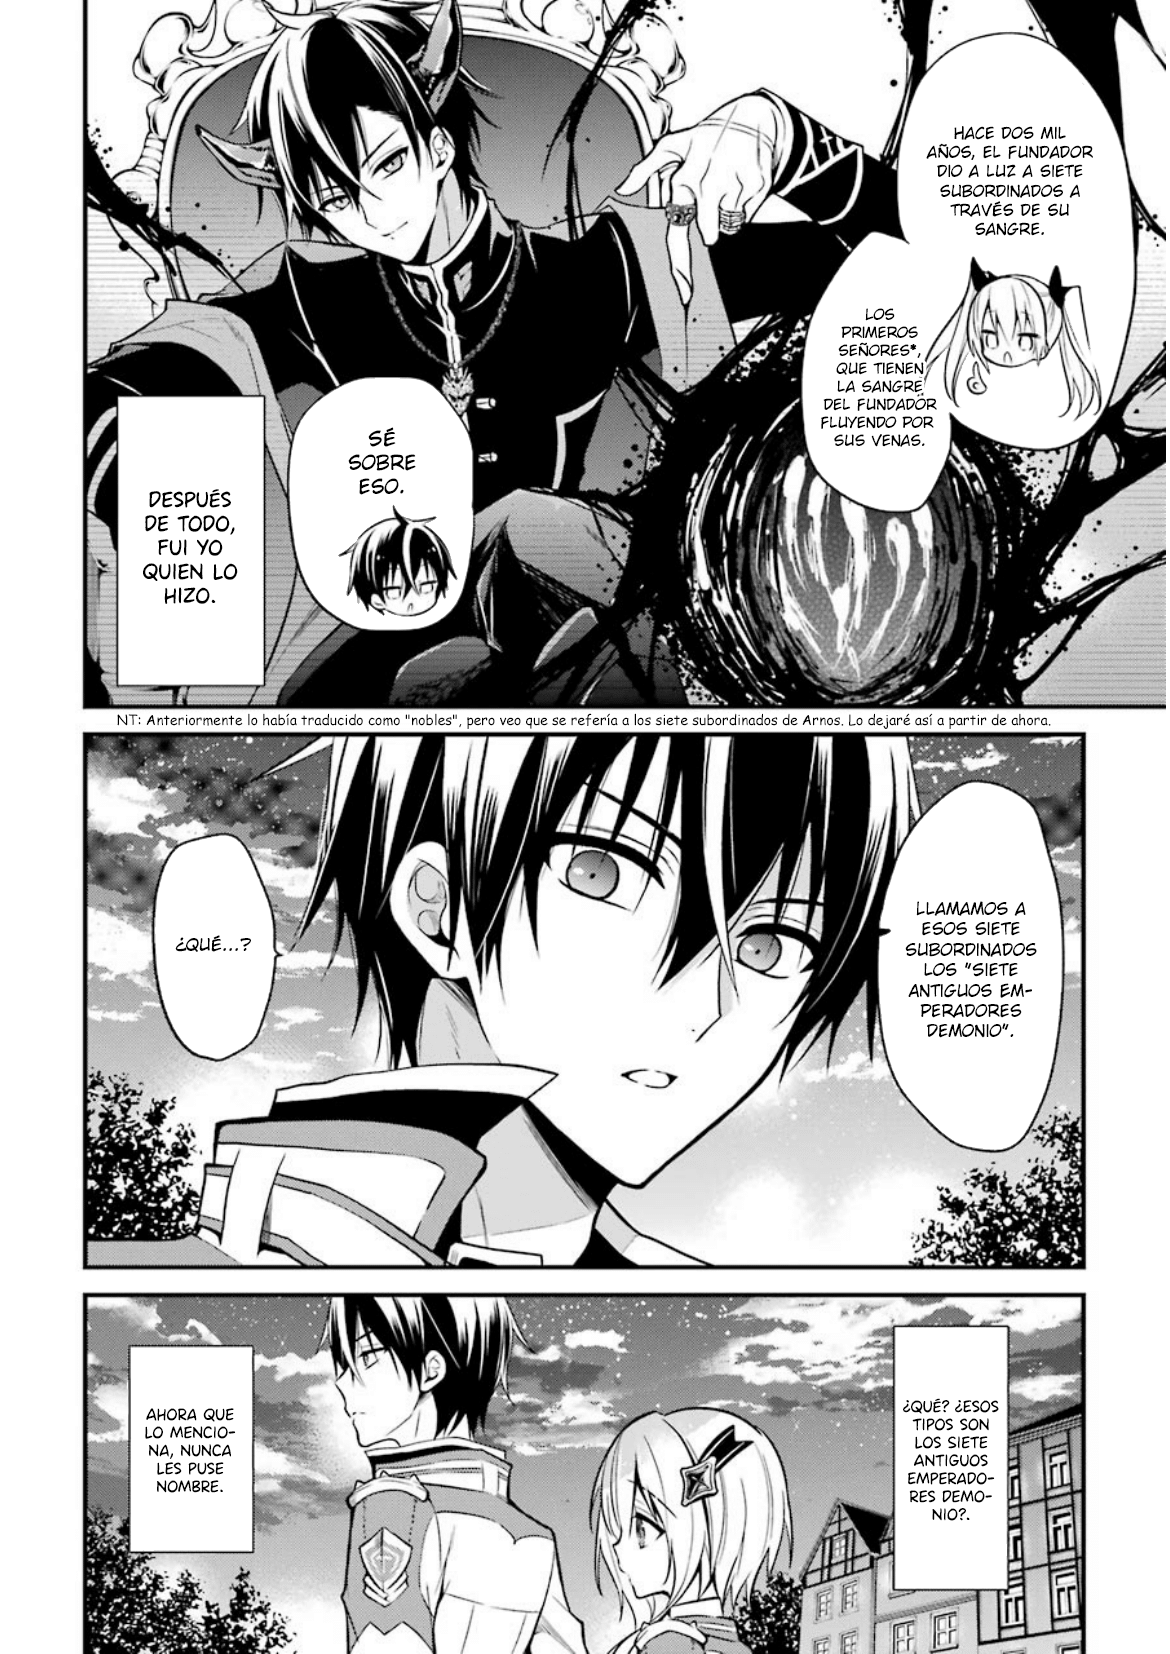 HACE DOS MIL
AÑOS, EL FUNDADOR
DIO A LUZ A SIETE
SUBORDINADOS A
TRAVÉS DE SU
SANGRE.
LOS
PRIMEROS
SEÑORES*,
QUE TIENEN
LA SANGRE
DEL FUNDADOR
FLUYENDO POR
SUS VENAS.
SÉ
SOBRE
ESO.
DESPUÉS
DE TODO,
FUI YO
QUIEN LO
HIZO.
NT: Anteriormente lo había traducido como "nobles", pero veo que se refería a los siete subordinados de Arnos. Lo dejaré así a partir de ahora.
LLAMAMOS A
ESOS SIETE
SUBORDINADOS
LOS "SIETE
ANTIGUOS EM-
PERADORES
DEMONIO".
¿QUÉ...?
¿QUÉ? ¿ESOS
TIPOS SON
LOS SIETE
ANTIGUOS
EMPERADO-
RES DEMO-
NIO?.
AHORA QUE
LO MENCIO-
NA, NUNCA
LES PUSE
NOMBRE.